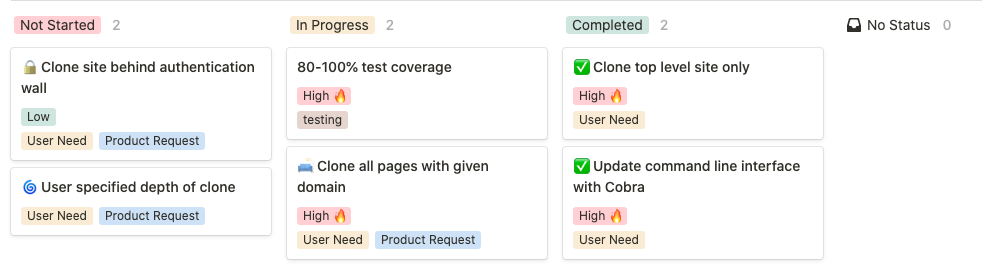 Not Started 2
🔒 Clone site behind authentication
wall
Low
User Need Product Request
🌀 User specified depth of clone
User Need Product Request
In Progress 2
80-100% test coverage
High 🔥
testing
🛋️ Clone all pages with given
domain
High 🔥
User Need Product Request
Completed 2
✅ Clone top level site only
High 🔥
User Need
✅ Update command line interface
with Cobra
High 🔥
User Need
No Status 0